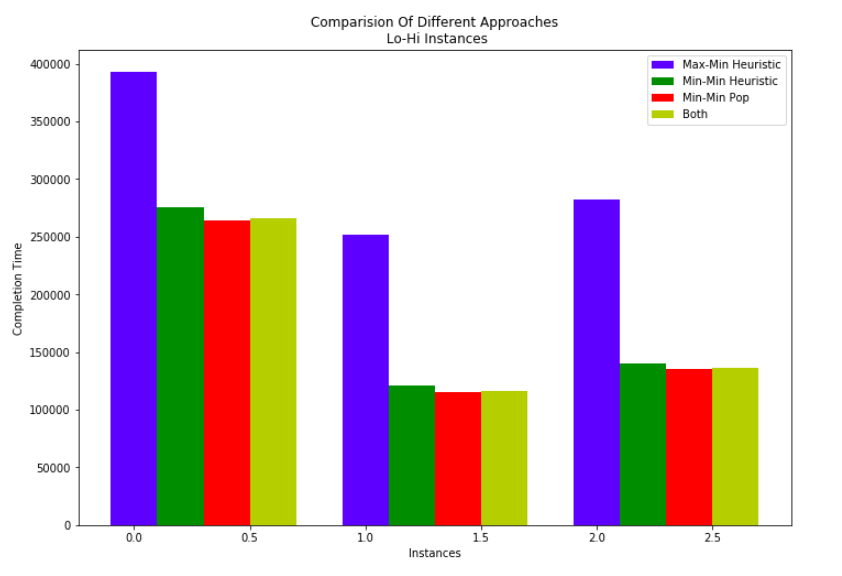 Comparision Of Different Approaches
Lo-Hi Instances
Max-Min Heuristic
Min-Min Heuristic
Min-Min Pop
Both
Completion Time
400000
350000
300000
250000
200000
150000
100000
50000
0
0.0 0.5 1.0 1.5 2.0 2.5
Instances